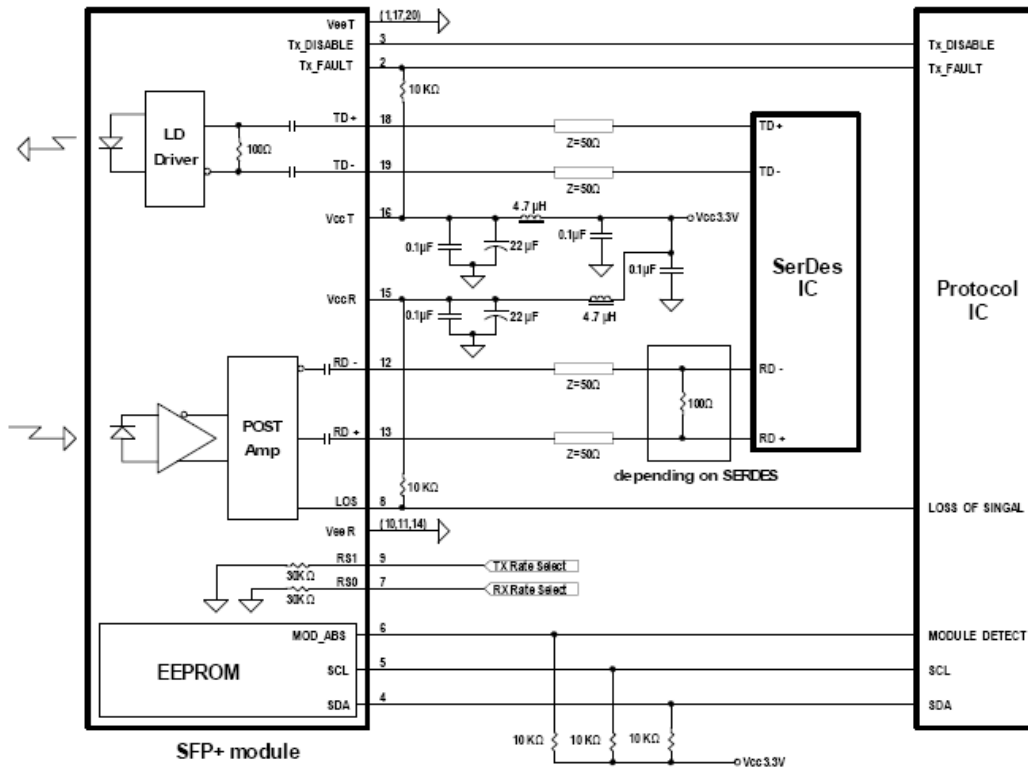 VeeT
(1,17,20)
Tx_DISABLE
3
Tx_DISABLE
Tx_FAULT
2
Tx_FAULT
10 KΩ
LD
Driver
100Ω
TD+
18
Z=50Ω
TD+
TD-
19
Z=50Ω
TD-
VccT
16
4.7 µH
Vcc3.3V
0.1µF
22 µF
0.1µF
0.1µF
SerDes
IC
Protocol
IC
VccR
15
0.1µF
22 µF
4.7 µH
RD -
12
Z=50Ω
RD -
100Ω
POST
Amp
RD +
13
Z=50Ω
RD +
depending on SERDES
10 KΩ
LOS
8
LOSS OF SINGAL
VeeR
(10,11,14)
RS1
9
TX Rate Select
30KΩ
RS0
7
RX Rate Select
30KΩ
MOD_ABS
6
MODULE DETECT
EEPROM
SCL
5
SCL
SDA
4
SDA
10 KΩ
10 KΩ
10 KΩ
Vcc3.3V
SFP+ module